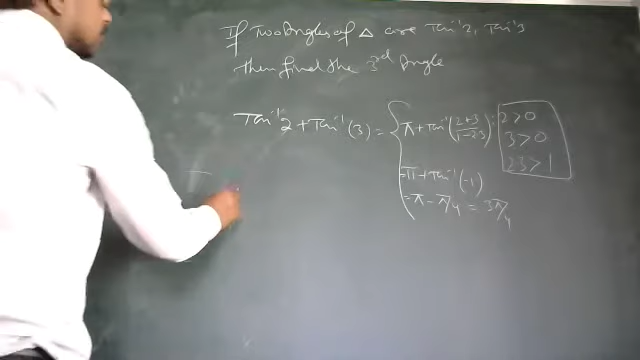 If Two Angles of △ are Tan⁻¹2, Tan⁻¹3
then find the 3rd Angle
Tan⁻¹2 + Tan⁻¹(3) = { π + Tan⁻¹(2+3/1-2·3) ; 2>0
3>0
2·3>1
= π + Tan⁻¹(-1)
= π - π/4 = 3π/4